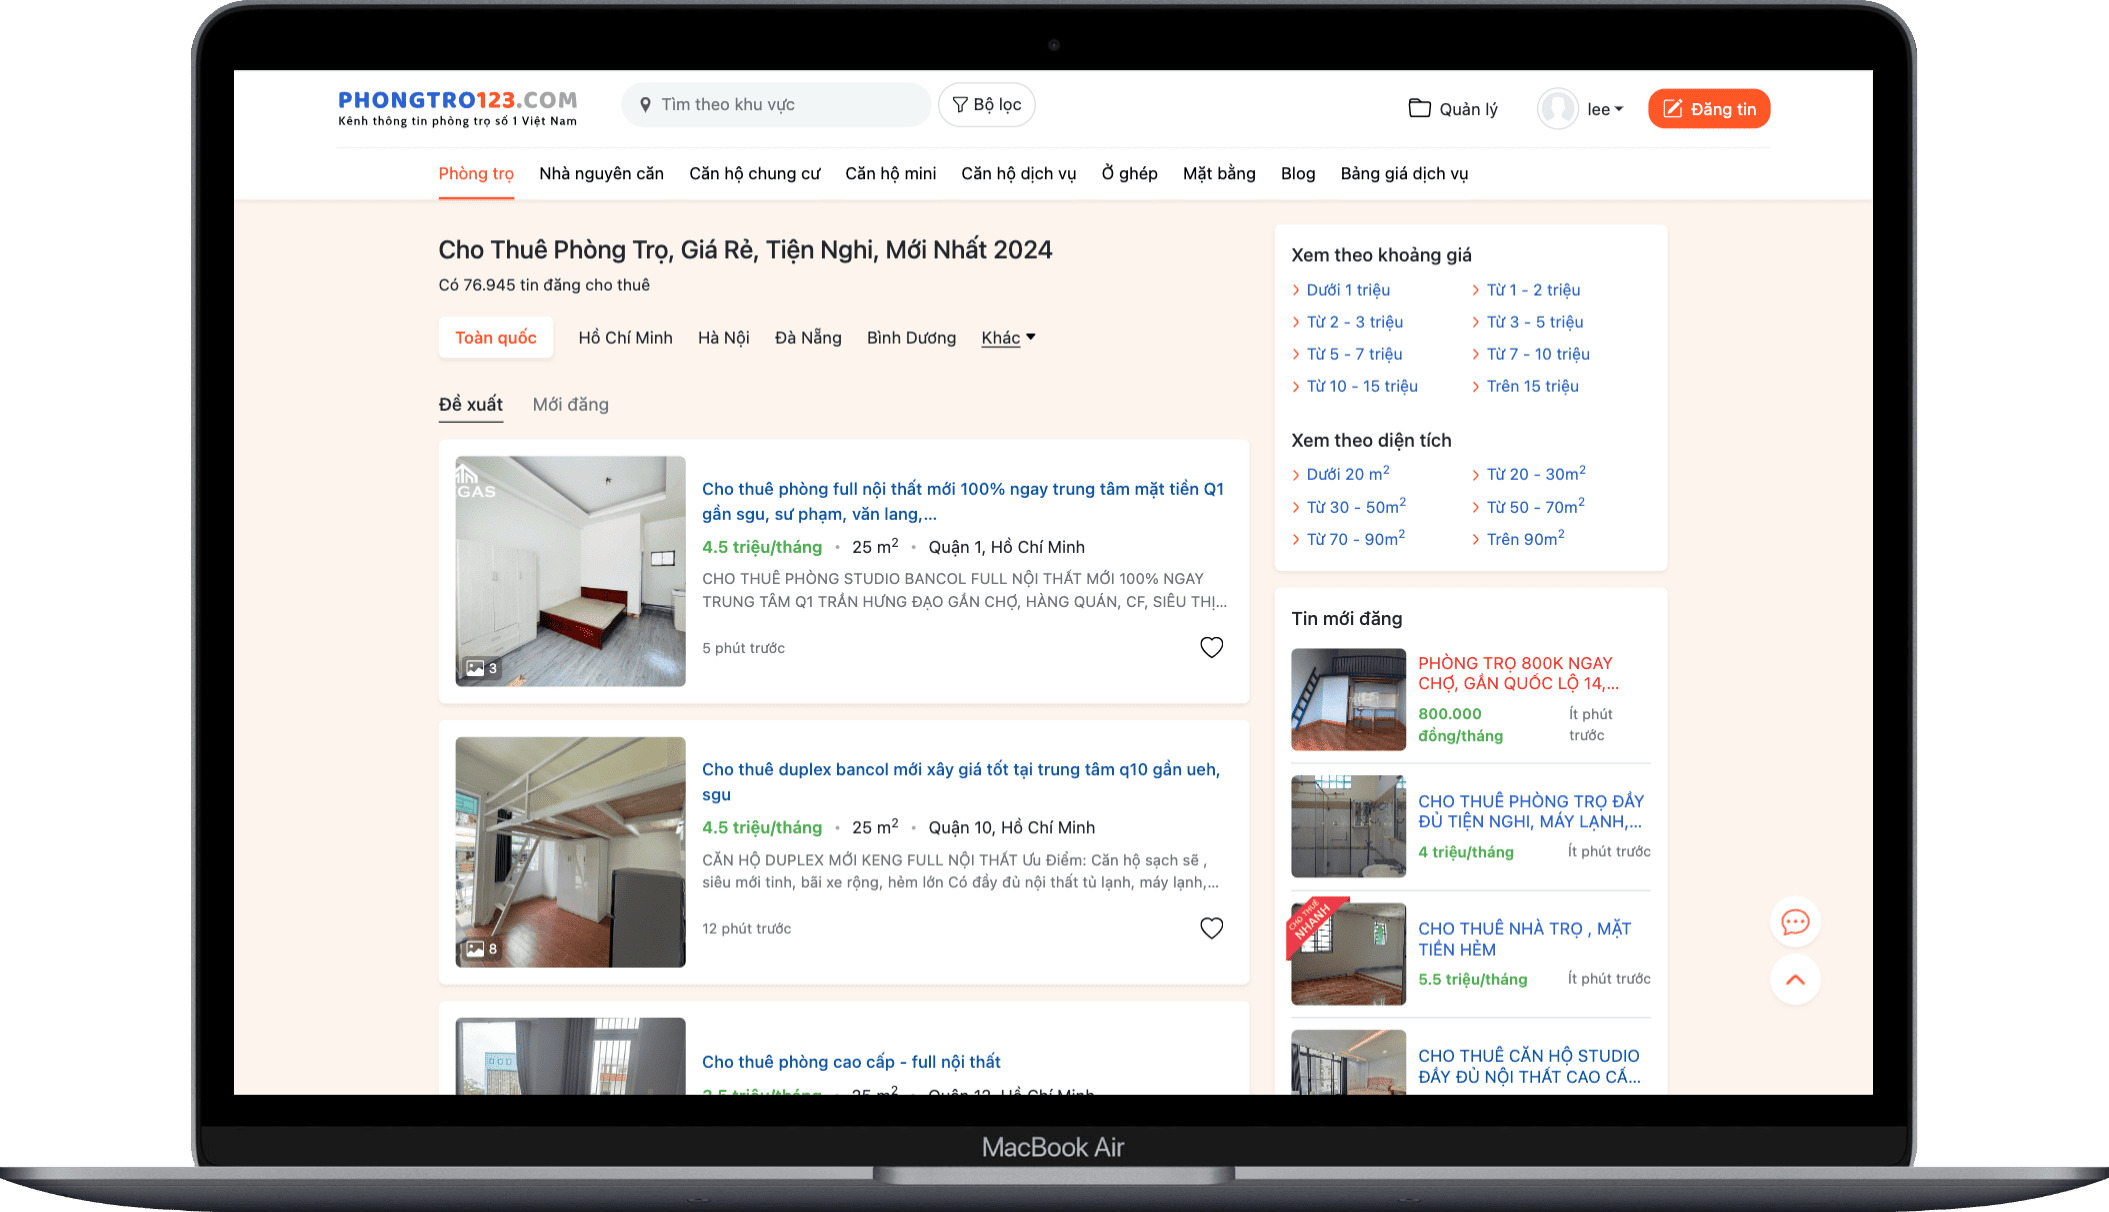 PHONGTRO123.COM
Kênh thông tin phòng trọ số 1 Việt Nam
Tìm theo khu vực
Bộ lọc
Quản lý
lee
Đăng tin
Phòng trọ
Nhà nguyên căn
Căn hộ chung cư
Căn hộ mini
Căn hộ dịch vụ
Ở ghép
Mặt bằng
Blog
Bảng giá dịch vụ
Cho Thuê Phòng Trọ, Giá Rẻ, Tiện Nghi, Mới Nhất 2024
Có 76.945 tin đăng cho thuê
Toàn quốc
Hồ Chí Minh
Hà Nội
Đà Nẵng
Bình Dương
Khác
Đề xuất
Mới đăng
GAS
3
Cho thuê phòng full nội thất mới 100% ngay trung tâm mặt tiền Q1
gần sgu, sư phạm, văn lang,...
4.5 triệu/tháng • 25 m² • Quận 1, Hồ Chí Minh
CHO THUÊ PHÒNG STUDIO BANCOL FULL NỘI THẤT MỚI 100% NGAY
TRUNG TÂM Q1 TRẦN HƯNG ĐẠO GẦN CHỢ, HÀNG QUÁN, CF, SIÊU THỊ...
5 phút trước
8
Cho thuê duplex bancol mới xây giá tốt tại trung tâm q10 gần ueh,
sgu
4.5 triệu/tháng • 25 m² • Quận 10, Hồ Chí Minh
CĂN HỘ DUPLEX MỚI KENG FULL NỘI THẤT Ưu Điểm: Căn hộ sạch sẽ ,
siêu mới tinh, bãi xe rộng, hẻm lớn Có đầy đủ nội thất tủ lạnh, máy lạnh,...
12 phút trước
Cho thuê phòng cao cấp - full nội thất
3.5 triệu/tháng • 25 m² • Quận 12, Hồ Chí Minh
Xem theo khoảng giá
Dưới 1 triệu
Từ 1 - 2 triệu
Từ 2 - 3 triệu
Từ 3 - 5 triệu
Từ 5 - 7 triệu
Từ 7 - 10 triệu
Từ 10 - 15 triệu
Trên 15 triệu
Xem theo diện tích
Dưới 20 m²
Từ 20 - 30m²
Từ 30 - 50m²
Từ 50 - 70m²
Từ 70 - 90m²
Trên 90m²
Tin mới đăng
PHÒNG TRỌ 800K NGAY
CHỢ, GẦN QUỐC LỘ 14,...
800.000
đồng/tháng
Ít phút
trước
CHO THUÊ PHÒNG TRỌ ĐẦY
ĐỦ TIỆN NGHI, MÁY LẠNH,...
4 triệu/tháng
Ít phút trước
CHO THUÊ
NHANH
CHO THUÊ NHÀ TRỌ , MẶT
TIỀN HẺM
5.5 triệu/tháng
Ít phút trước
CHO THUÊ CĂN HỘ STUDIO
ĐẦY ĐỦ NỘI THẤT CAO CẤ...
MacBook Air